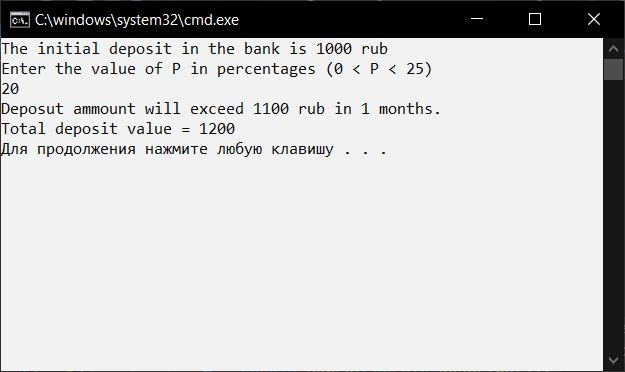 C:\windows\system32\cmd.exe
The initial deposit in the bank is 1000 rub
Enter the value of P in percentages (0 < P < 25)
20
Deposut ammount will exceed 1100 rub in 1 months.
Total deposit value = 1200
Для продолжения нажмите любую клавишу . . .